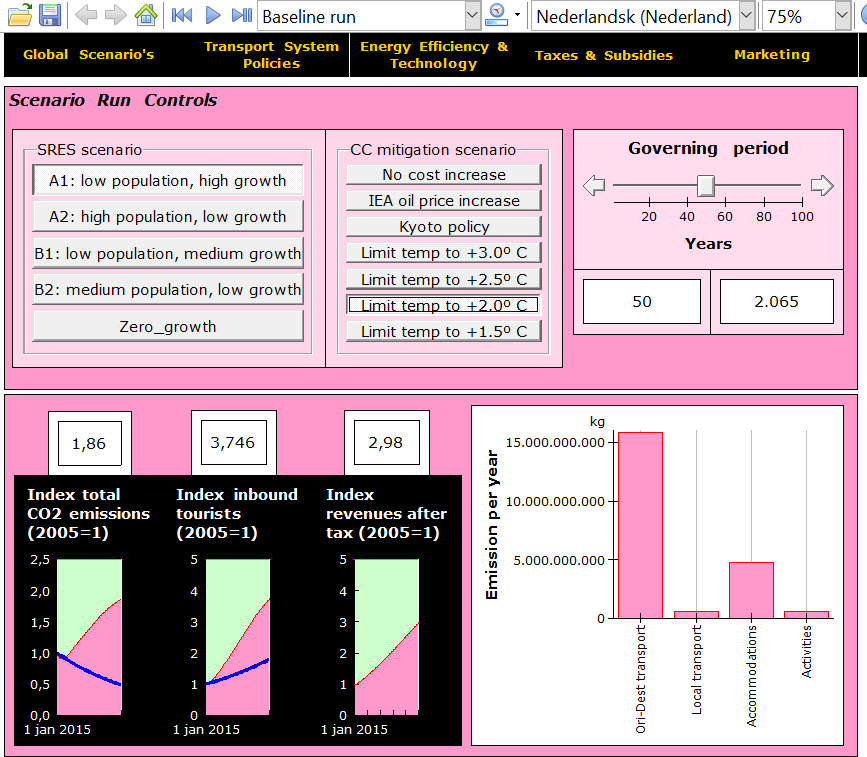 Baseline run
Nederlandsk (Nederland)
75%
Global Scenario's
Transport System
Policies
Energy Efficiency &
Technology
Taxes & Subsidies
Marketing
Scenario Run Controls
SRES scenario
A1: low population, high growth
A2: high population, low growth
B1: low population, medium growth
B2: medium population, low growth
Zero_growth
CC mitigation scenario
No cost increase
IEA oil price increase
Kyoto policy
Limit temp to +3.0º C
Limit temp to +2.5º C
Limit temp to +2.0º C
Limit temp to +1.5º C
Governing period
20 40 60 80 100
Years
50
2.065
1,86
3,746
2,98
Index total
CO2 emissions
(2005=1)
2,5
2,0
1,5
1,0
0,5
0,0
1 jan 2015
Index inbound
tourists
(2005=1)
5
4
3
2
1
0
1 jan 2015
Index
revenues after
tax (2005=1)
5
4
3
2
1
0
1 jan 2015
kg
Emission per year
15.000.000.000
10.000.000.000
5.000.000.000
0
Ori-Dest transport
Local transport
Accommodations
Activities